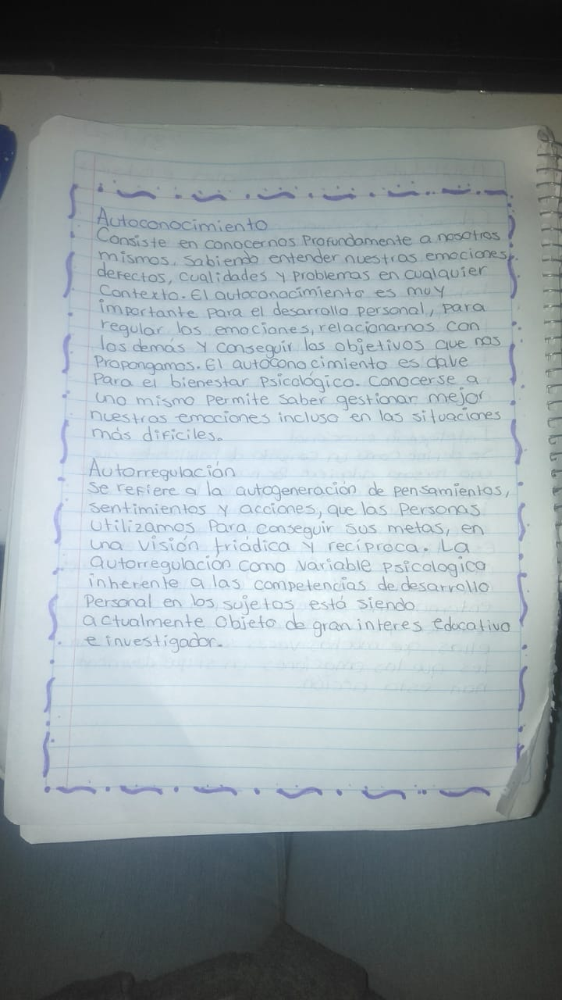 Autoconocimiento
Consiste en conocernos Profundamente a nosotros
mismos, Sabiendo entender nuestras emociones,
defectos, cualidades y problemas en cualquier
Contexto. El autoconocimiento es muy
importante Para el desarrollo personal, para
regular las emociones, relacionarnos con
los demás y conseguir los objetivos que nos
Propongamos. El autoconocimiento es clave
Para el bienestar Psicológico. Conocerse a
uno mismo Permite saber gestionar mejor
nuestras emociones incluso en las situaciones
más dificiles.
Autorregulación
se refiere a la autogeneración de Pensamientos,
sentimientos y acciones, que las Personas
utilizamos Para conseguir sus metas, en
una visión triádica y recíproca. La
autorregulación como variable psicologica
inherente a las competencias de desarrollo
Personal en los sujetos está siendo
actualmente Objeto de gran interes educativo
e investigador.